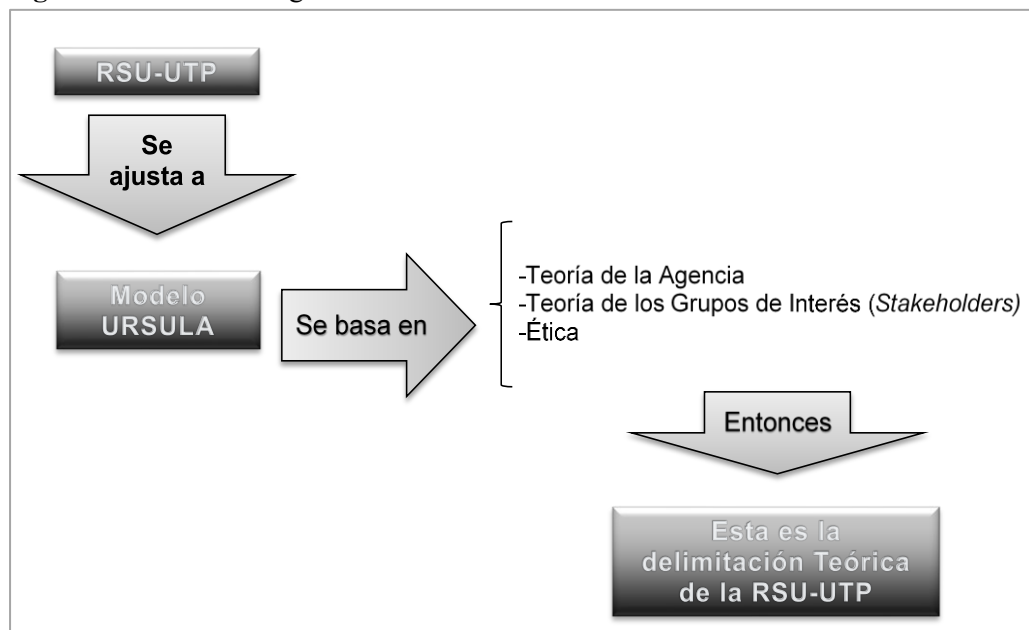 RSU-UTP
Se
ajusta a
Modelo
URSULA
Se basa en
-Teoría de la Agencia
-Teoría de los Grupos de Interés (Stakeholders)
-Ética
Entonces
Esta es la
delimitación Teórica
de la RSU-UTP